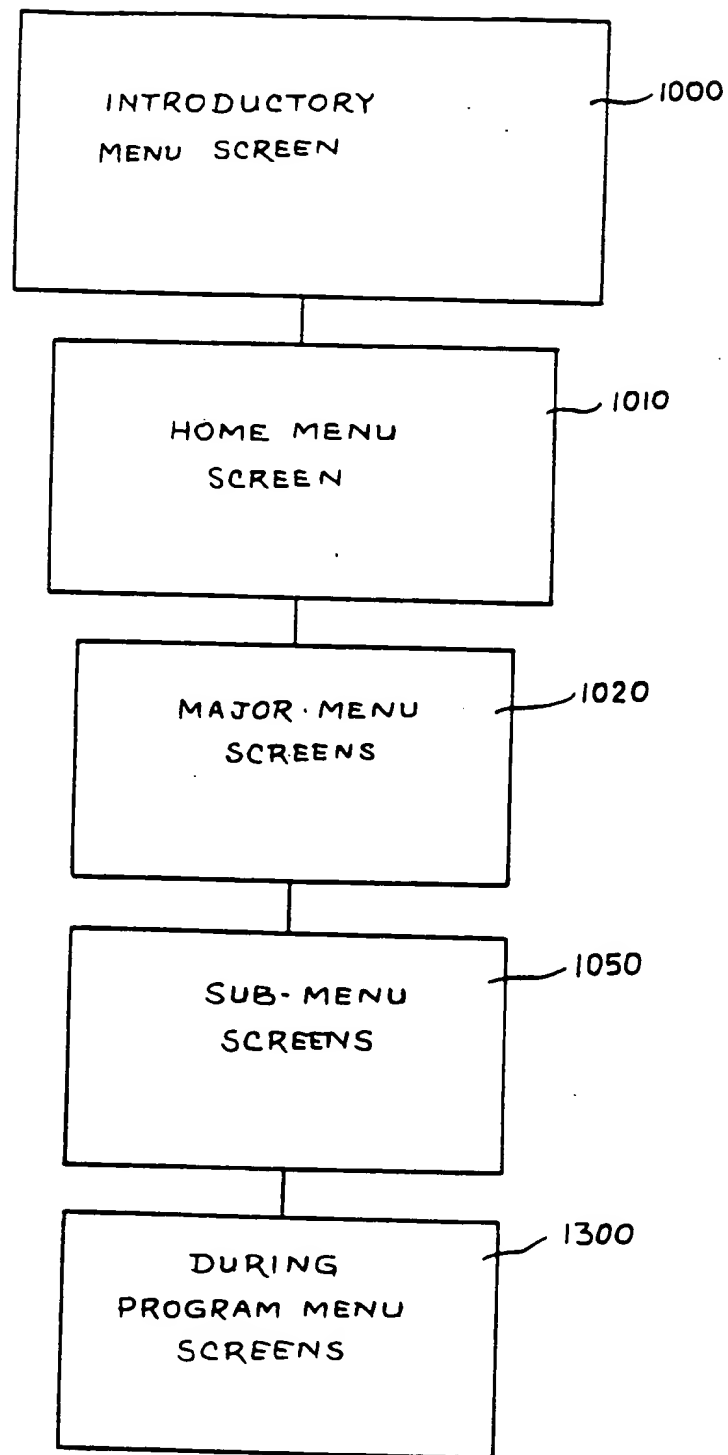 INTRODUCTORY
MENU SCREEN
1000
HOME MENU
SCREEN
1010
MAJOR MENU
SCREENS
1020
SUB-MENU
SCREENS
1050
DURING
PROGRAM MENU
SCREENS
1300